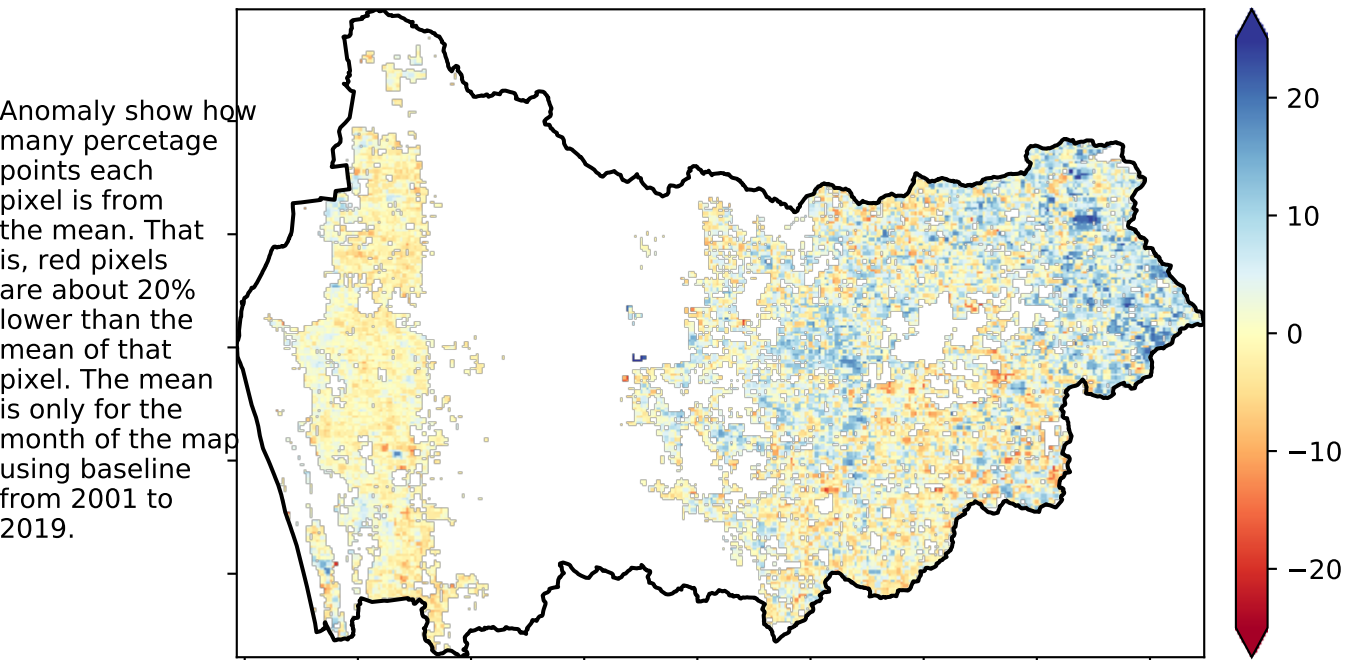 Anomaly show how
many percetage
points each
pixel is from
the mean. That
is, red pixels
are about 20%
lower than the
mean of that
pixel. The mean
is only for the
month of the map
using baseline
from 2001 to
2019.
20
10
0
−10
−20